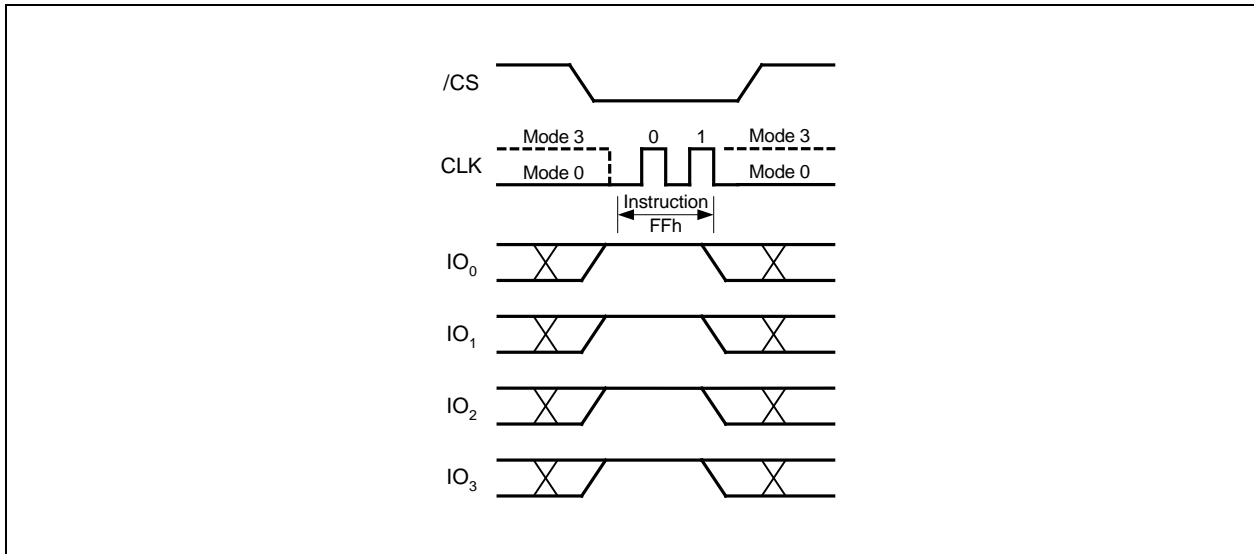 /CS
Mode 3 0 1 Mode 3
CLK
Mode 0 Mode 0
Instruction
FFh
IO0
IO1
IO2
IO3